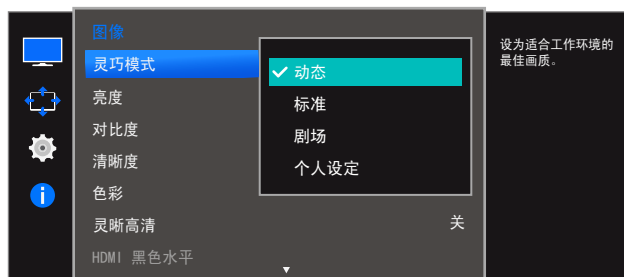 图像
灵巧模式
动态
标准
剧场
个人设定
亮度
对比度
清晰度
色彩
灵晰高清 关
HDMI 黑色水平
设为适合工作环境的
最佳画质。